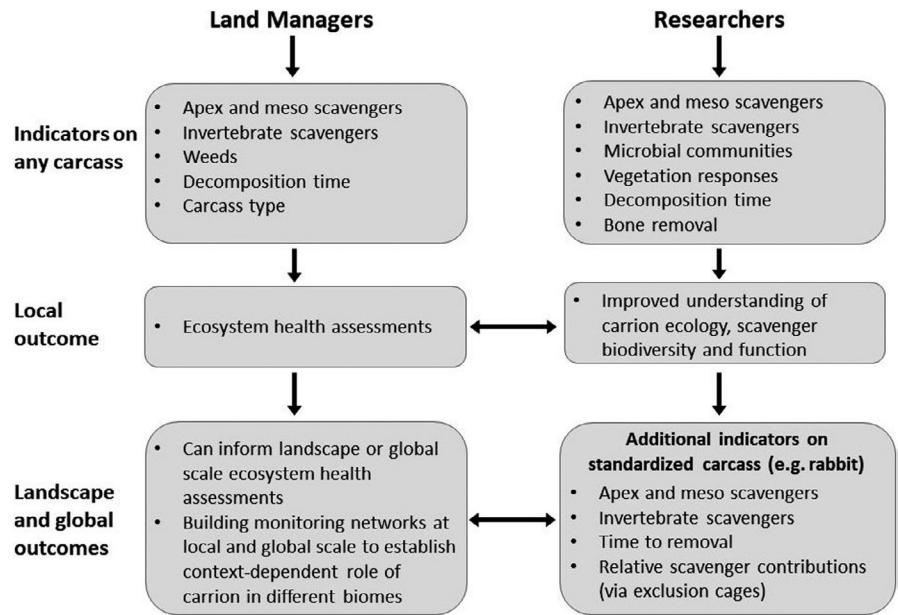 Land Managers
Researchers
Indicators on
any carcass
• Apex and meso scavengers
• Invertebrate scavengers
• Weeds
• Decomposition time
• Carcass type
• Apex and meso scavengers
• Invertebrate scavengers
• Microbial communities
• Vegetation responses
• Decomposition time
• Bone removal
Local
outcome
• Ecosystem health assessments
• Improved understanding of
carrion ecology, scavenger
biodiversity and function
Landscape
and global
outcomes
• Can inform landscape or global
scale ecosystem health
assessments
• Building monitoring networks at
local and global scale to establish
context-dependent role of
carrion in different biomes
Additional indicators on
standardized carcass (e.g. rabbit)
• Apex and meso scavengers
• Invertebrate scavengers
• Time to removal
• Relative scavenger contributions
(via exclusion cages)